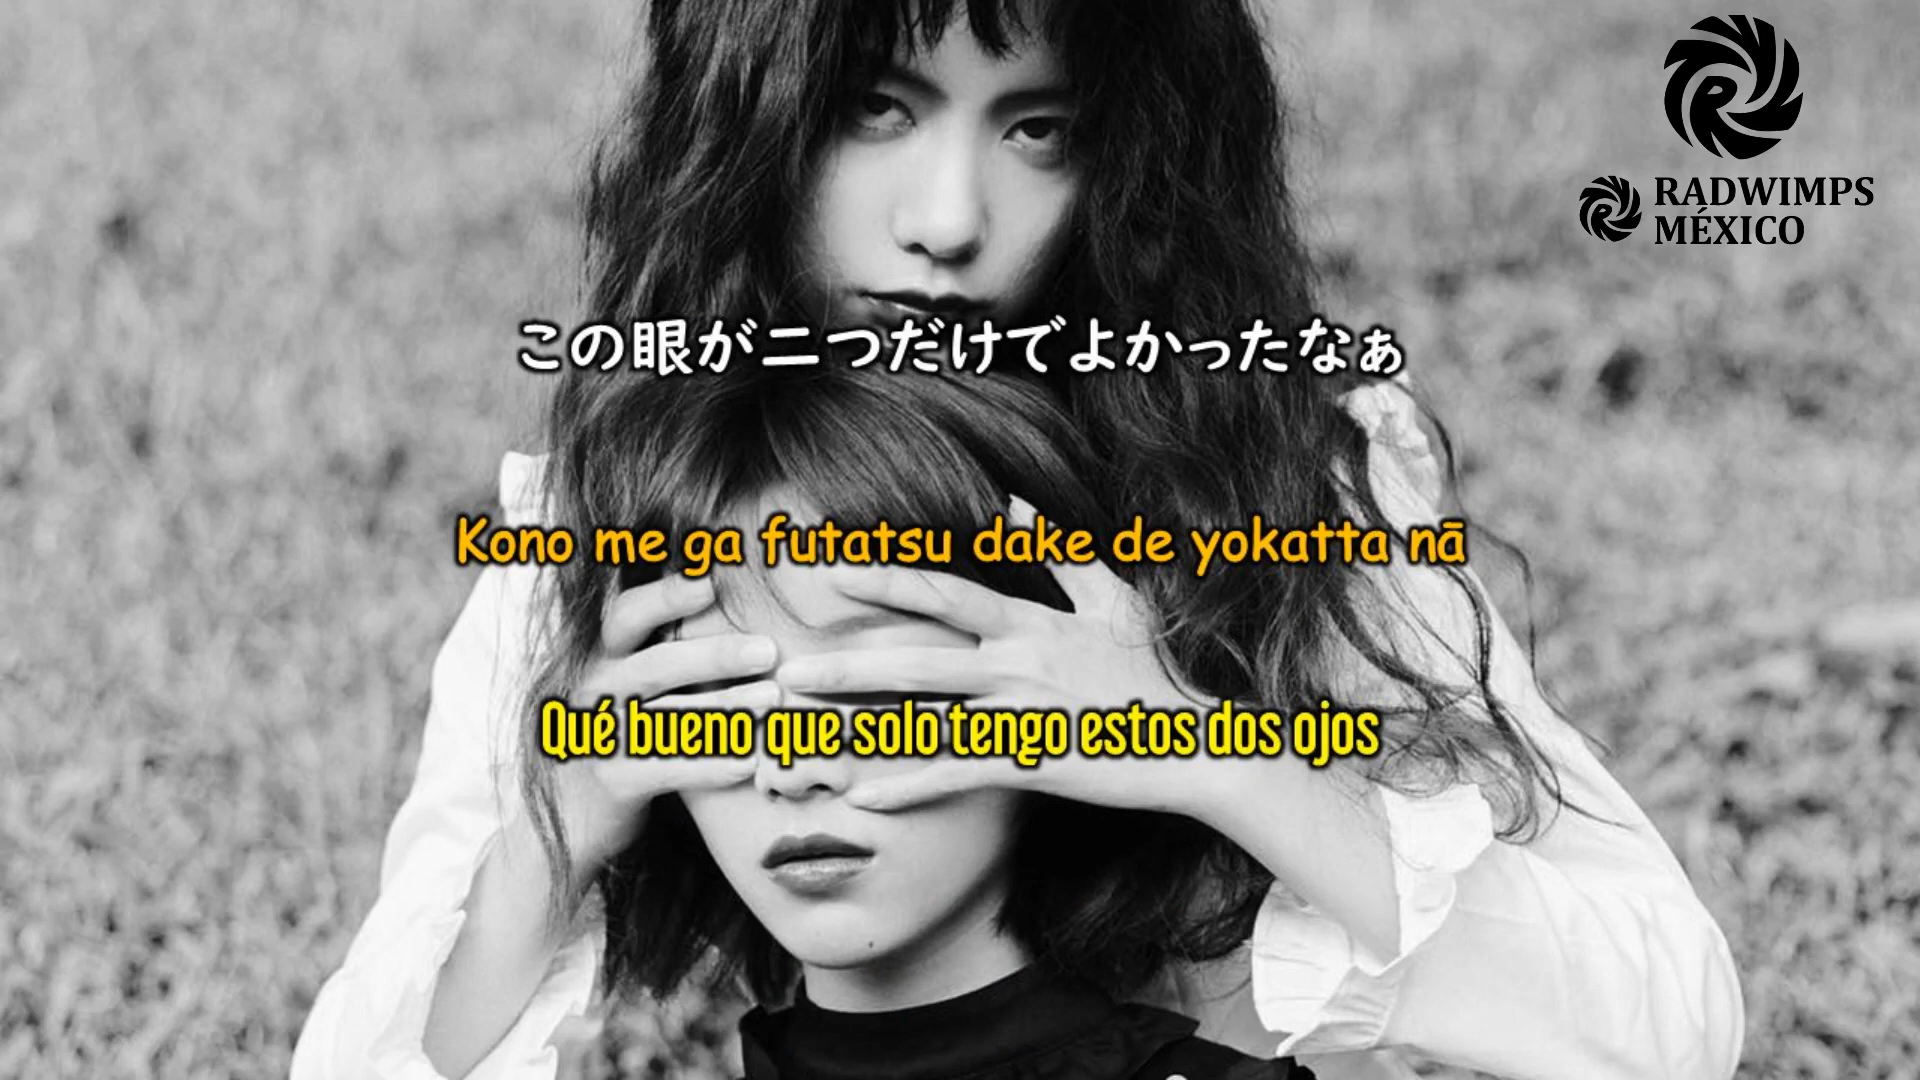 RADWIMPS
MÉXICO
この眼が二つだけでよかったなぁ
Kono me ga futatsu dake de yokatta nā
Qué bueno que solo tengo estos dos ojos